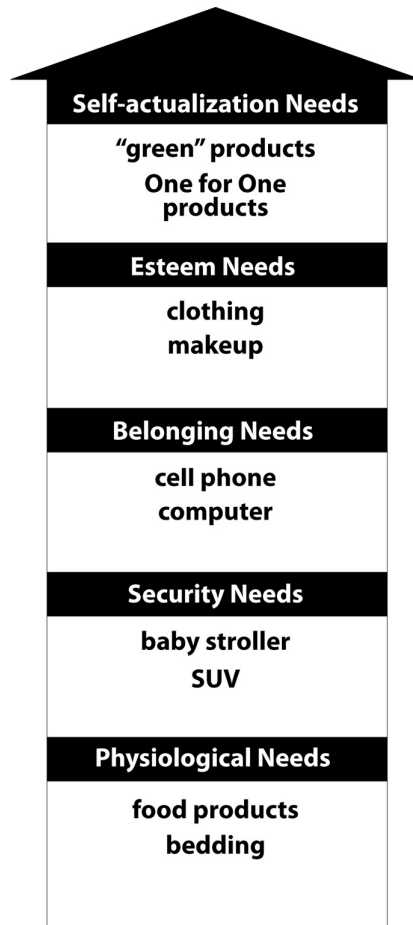 Self-actualization Needs
“green” products
One for One
products
Esteem Needs
clothing
makeup
Belonging Needs
cell phone
computer
Security Needs
baby stroller
SUV
Physiological Needs
food products
bedding